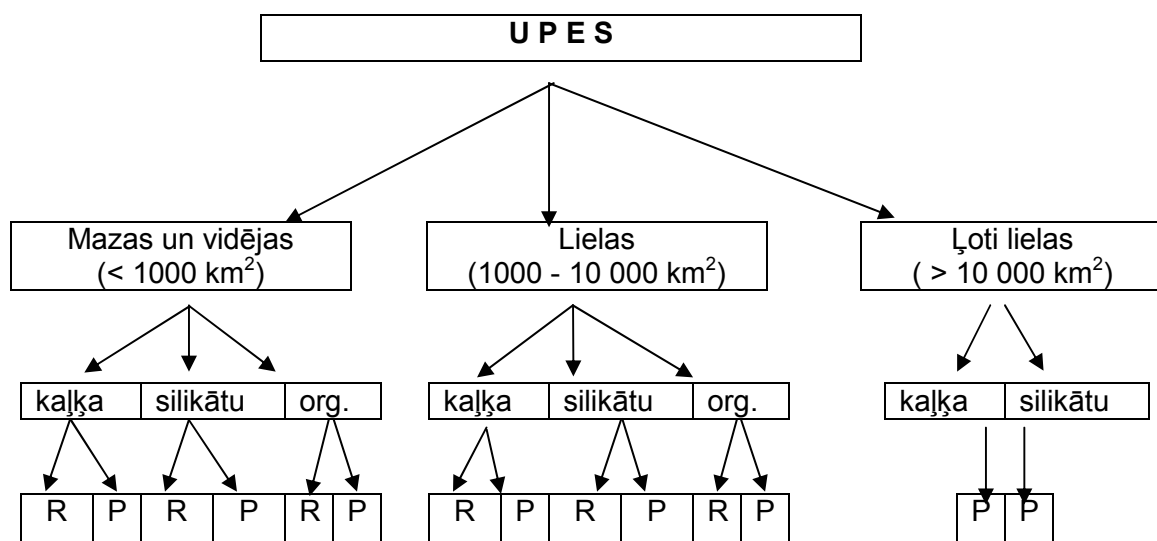 U P E S
Mazas un vidējas
(< 1000 km²)
Lielas
(1000 - 10 000 km²)
Ļoti lielas
( > 10 000 km²)
kaļķa silikātu org.
kaļķa silikātu org.
kaļķa silikātu
R P R P R P
R P R P R P
P P